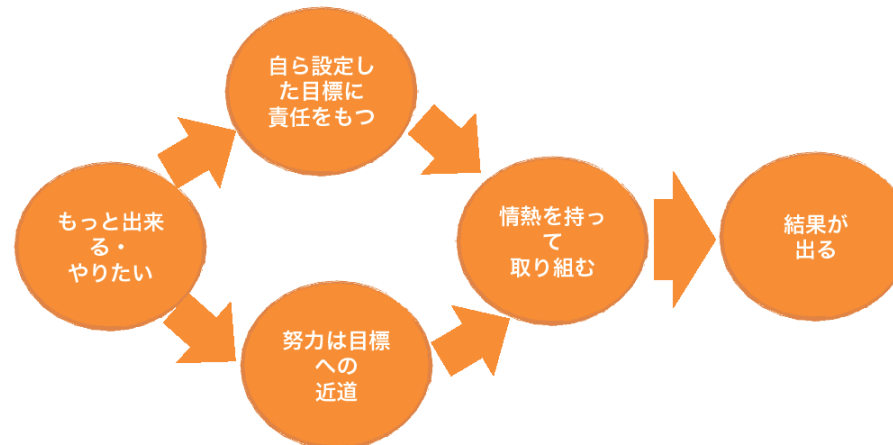 自ら設定し
た目標に
責任をもつ
もっと出来
る・
やりたい
努力は目標
への
近道
情熱を持っ
て
取り組む
結果が
出る